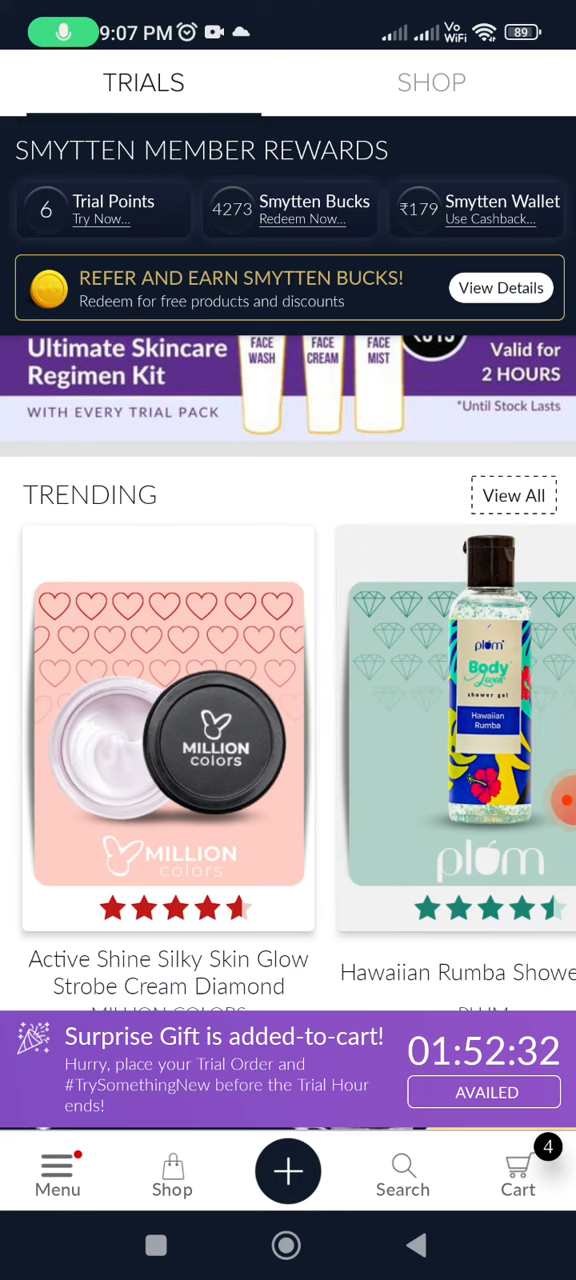 9:07 PM
Vo
WiFi
89
TRIALS
SHOP
SMYTTEN MEMBER REWARDS
6
Trial Points
Try Now...
4273
Smytten Bucks
Redeem Now...
₹179
Smytten Wallet
Use Cashback...
REFER AND EARN SMYTTEN BUCKS!
Redeem for free products and discounts
View Details
Ultimate Skincare
Regimen Kit
WITH EVERY TRIAL PACK
FACE
WASH
FACE
CREAM
FACE
MIST
Valid for
2 HOURS
*Until Stock Lasts
TRENDING
View All
MILLION
colors
MILLION
colors
Active Shine Silky Skin Glow
Strobe Cream Diamond
MILLION COLORS
plum
Body
Lovin'
shower gel
Hawaiian
Rumba
plum
Hawaiian Rumba Showe
PLUM
Surprise Gift is added-to-cart!
Hurry, place your Trial Order and
#TrySomethingNew before the Trial Hour
ends!
01:52:32
AVAILED
Menu
Shop
Search
4
Cart